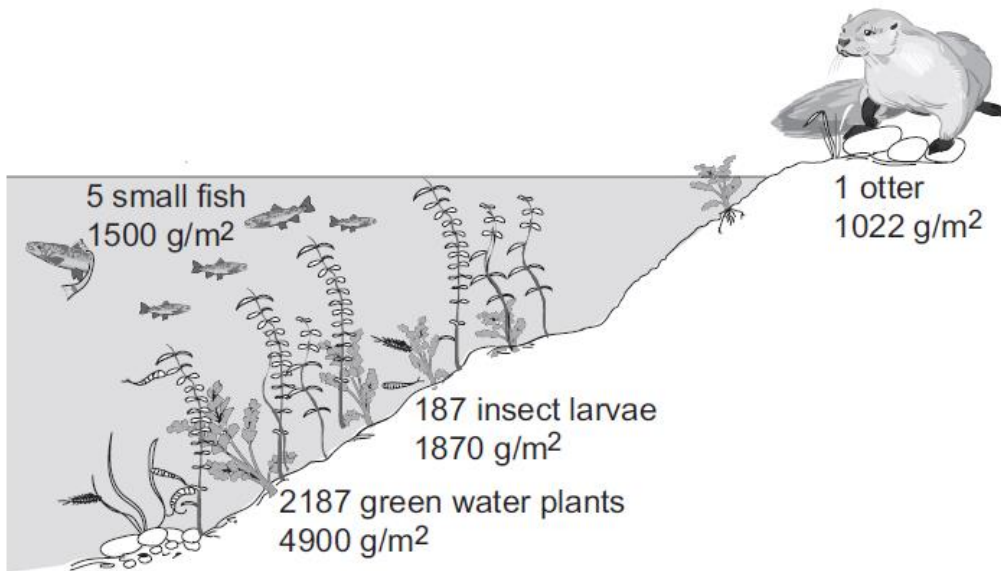 5 small fish
1500 g/m²
1 otter
1022 g/m²
187 insect larvae
1870 g/m²
2187 green water plants
4900 g/m²